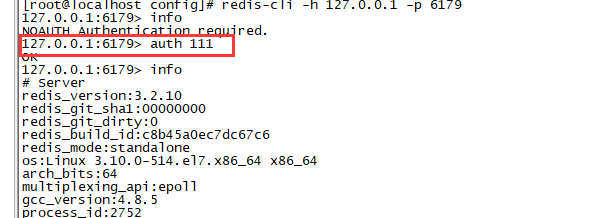 [root@localhost config]# redis-cli -h 127.0.0.1 -p 6179
127.0.0.1:6179> info
NOAUTH Authentication required.
127.0.0.1:6179> auth 111
OK
127.0.0.1:6179> info
# Server
redis_version:3.2.10
redis_git_sha1:00000000
redis_git_dirty:0
redis_build_id:c8b45a0ec7dc67c6
redis_mode:standalone
os:Linux 3.10.0-514.el7.x86_64 x86_64
arch_bits:64
multiplexing_api:epoll
gcc_version:4.8.5
process_id:2752